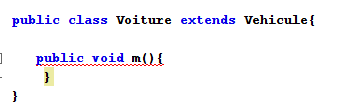 public class Voiture extends Vehicule{
public void m(){
}
}